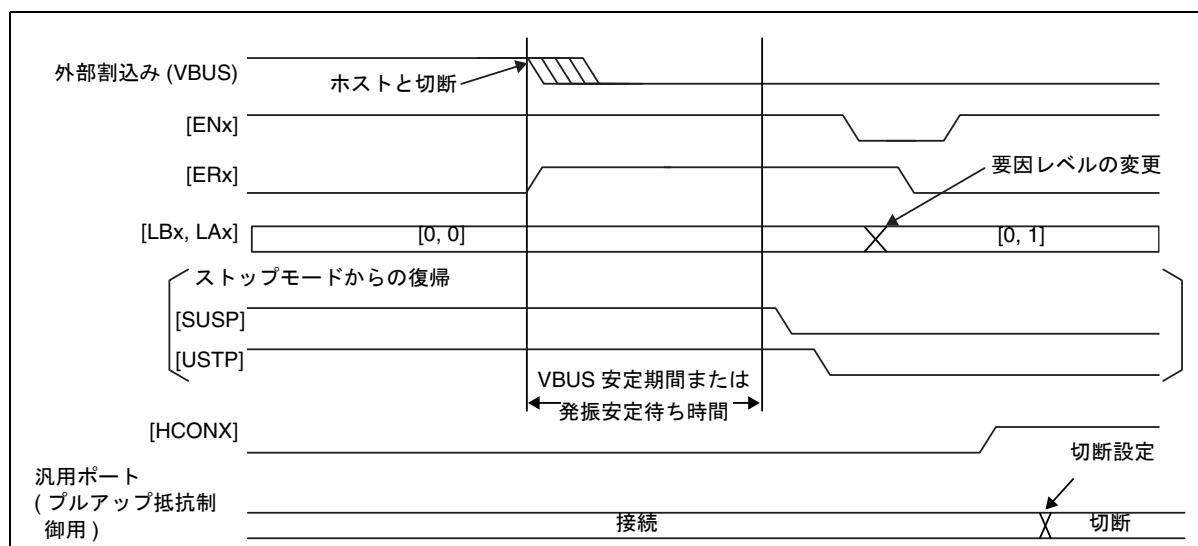 外部割込み (VBUS)
ホストと切断
[ENx]
[ERx]
要因レベルの変更
[LBx, LAx]
[0, 0]
[0, 1]
ストップモードからの復帰
[SUSP]
[USTP]
VBUS 安定期間または
発振安定待ち時間
[HCONX]
切断設定
汎用ポート
( プルアップ抵抗制
御用 )
接続
切断